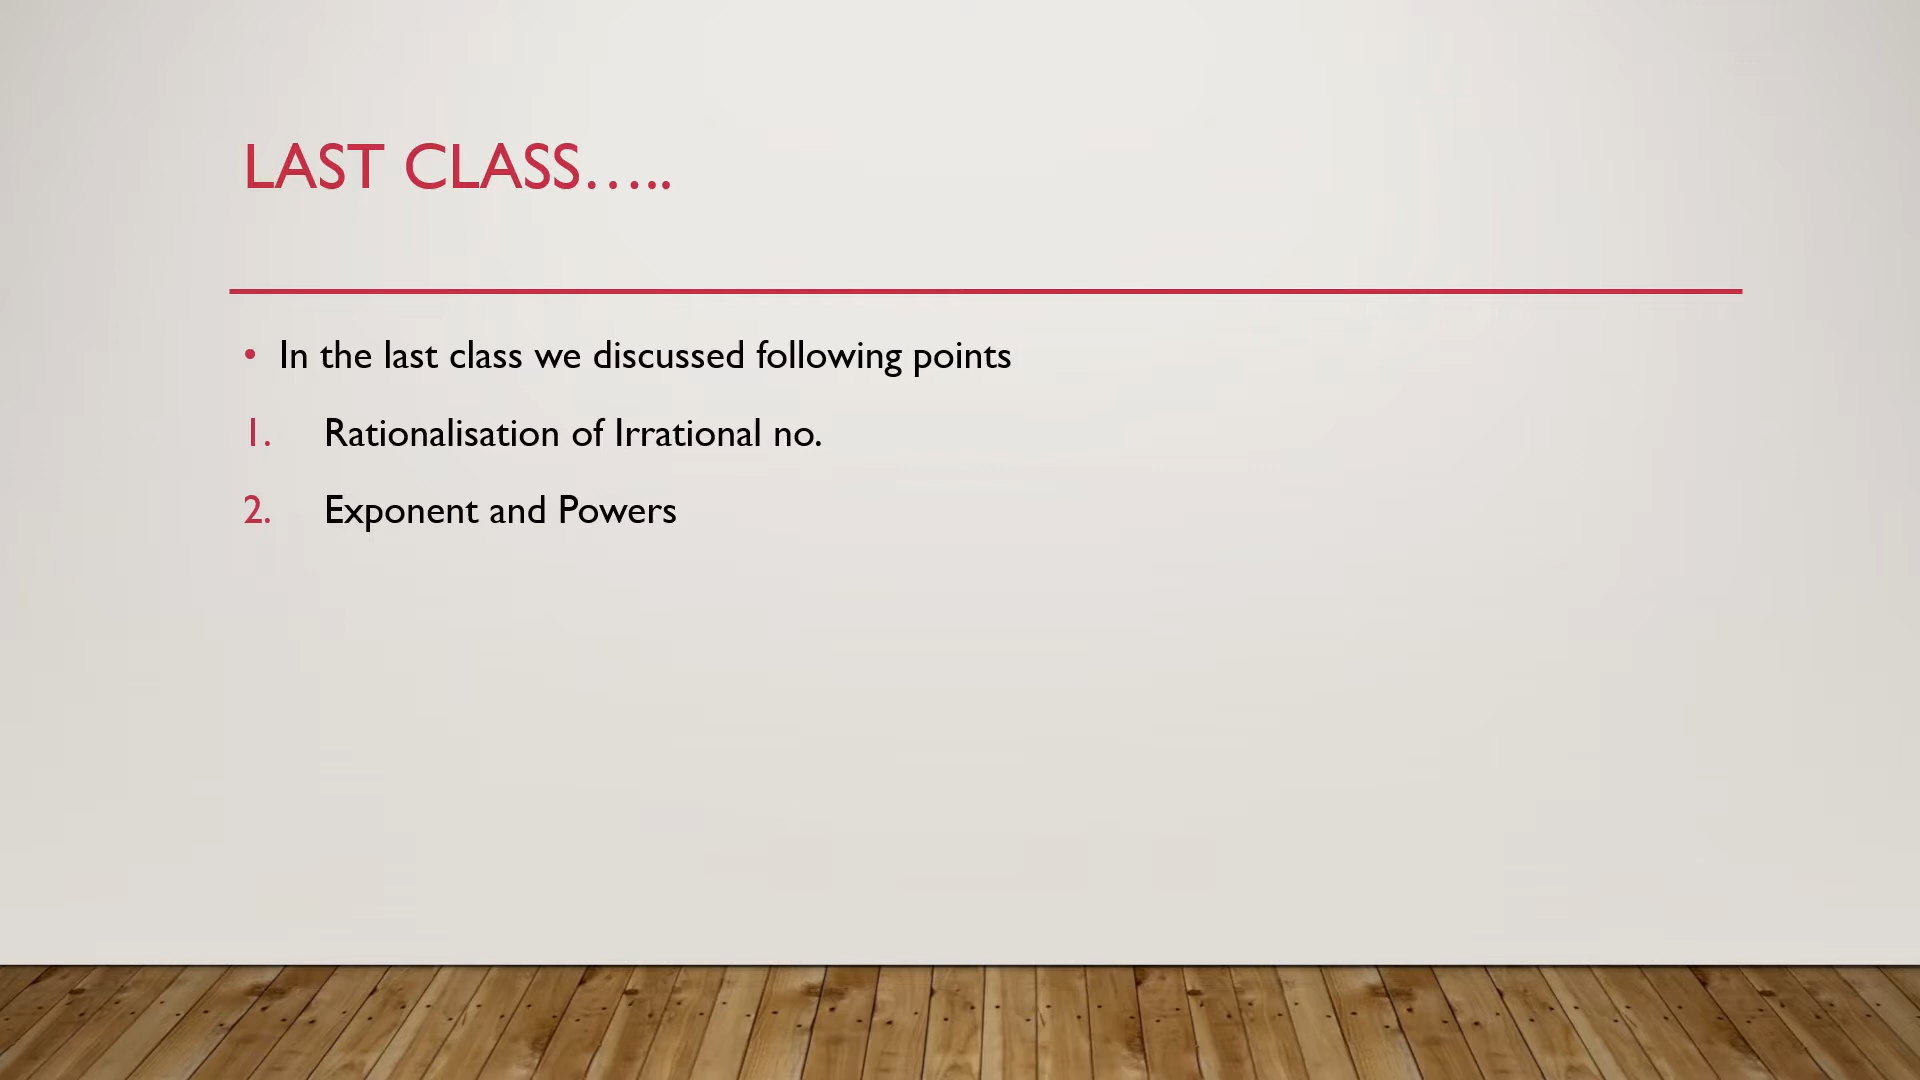 LAST CLASS…..
• In the last class we discussed following points
1. Rationalisation of Irrational no.
2. Exponent and Powers